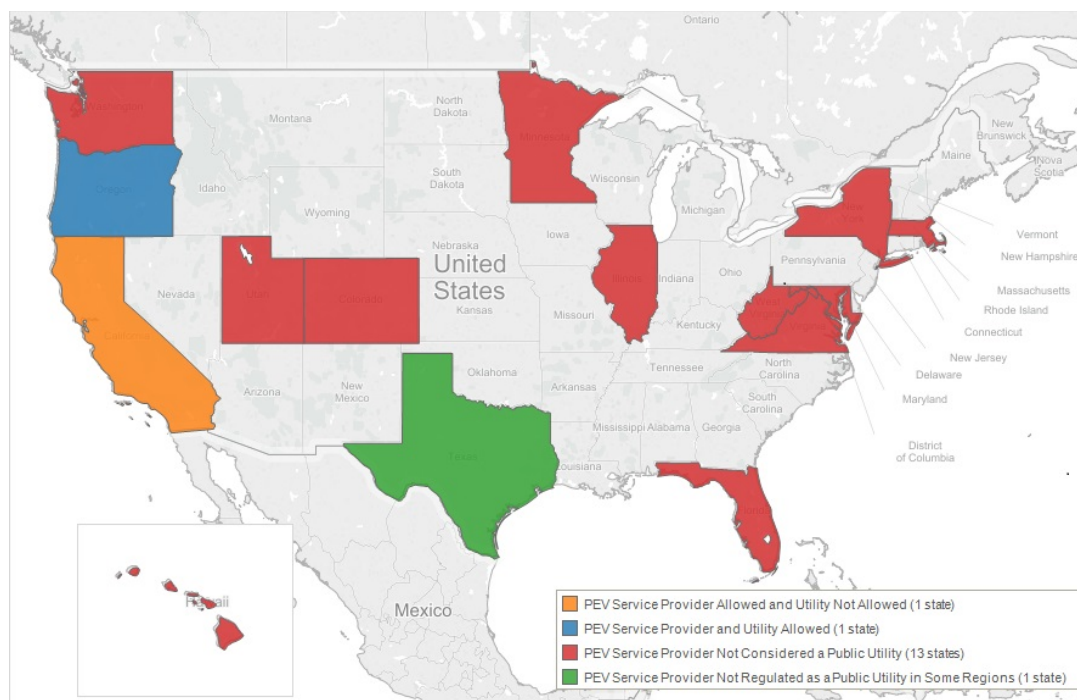 Ontario
Washington
Montana
North
Dakota
Minnesota
New
Brunswick
Maine
Nova
Scotia
Oregon
Idaho
South
Dakota
Wisconsin
Michigan
New
York
Vermont
New Hampshire
Wyoming
Iowa
Nebraska
United
States
Pennsylvania
Massachusetts
Rhode Island
Connecticut
Nevada
Utah
Colorado
Kansas
Illinois
Indiana
Ohio
Missouri
West
Virginia
Virginia
Kentucky
New Jersey
Delaware
Maryland
California
Arizona
New
Mexico
Oklahoma
Arkansas
Tennessee
North
Carolina
South
Carolina
Mississippi
Alabama
Georgia
District
of Columbia
Texas
Louisiana
Florida
Hawaii
Mexico
PEV Service Provider Allowed and Utility Not Allowed (1 state)
PEV Service Provider and Utility Allowed (1 state)
PEV Service Provider Not Considered a Public Utility (13 states)
PEV Service Provider Not Regulated as a Public Utility in Some Regions (1 state)